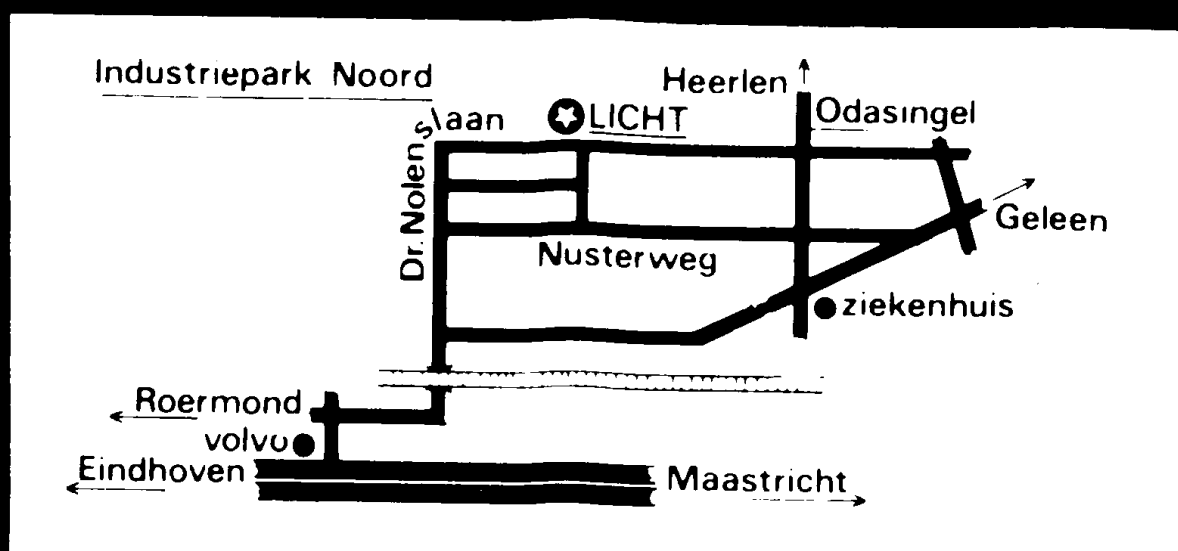 Industriepark Noord
Heerlen
Odasingel
LICHT
Dr. Nolenslaan
Geleen
Nusterweg
ziekenhuis
Roermond
volvo
Eindhoven
Maastricht